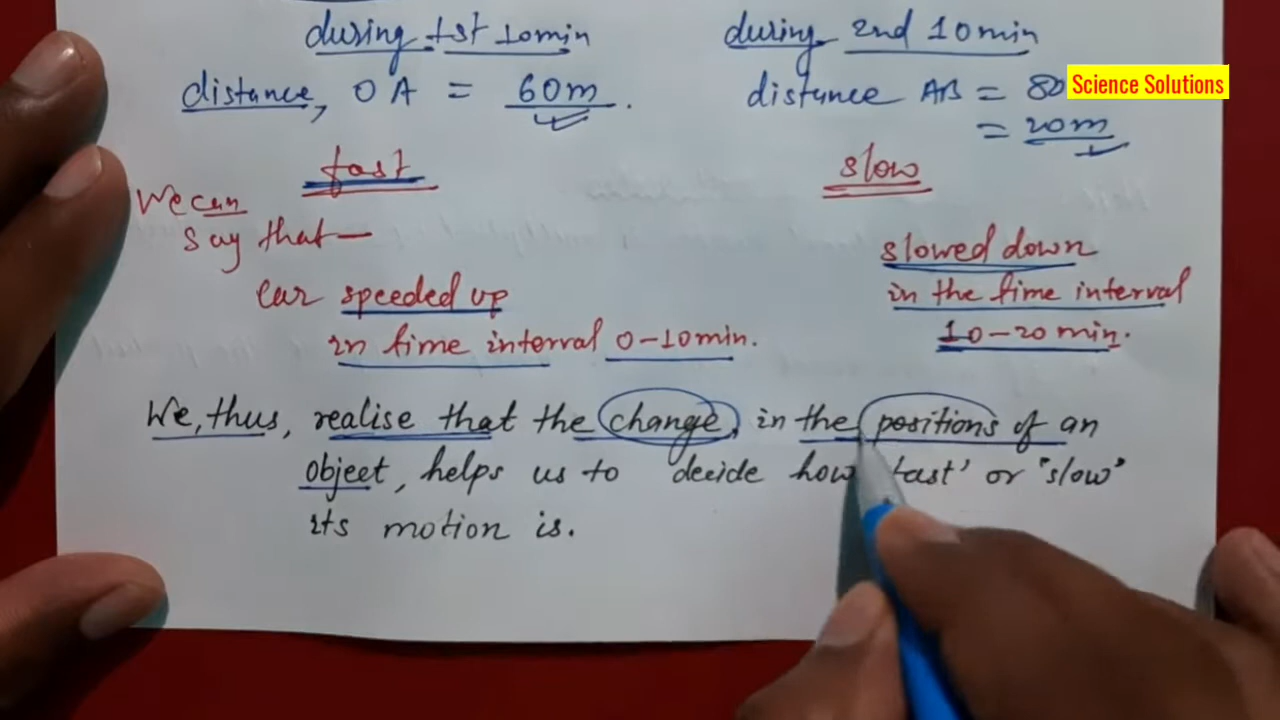 during 1st 10min
during 2nd 10min
distance, OA = 60m.
distance AB = 80
= 20m
Science Solutions
fast
slow
We can
say that—
car speeded up
in time interval 0-10min.
slowed down
in the time interval
10-20 min.
We, thus, realise that the change, in the positions of an
object, helps us to decide how fast' or "slow"
its motion is.